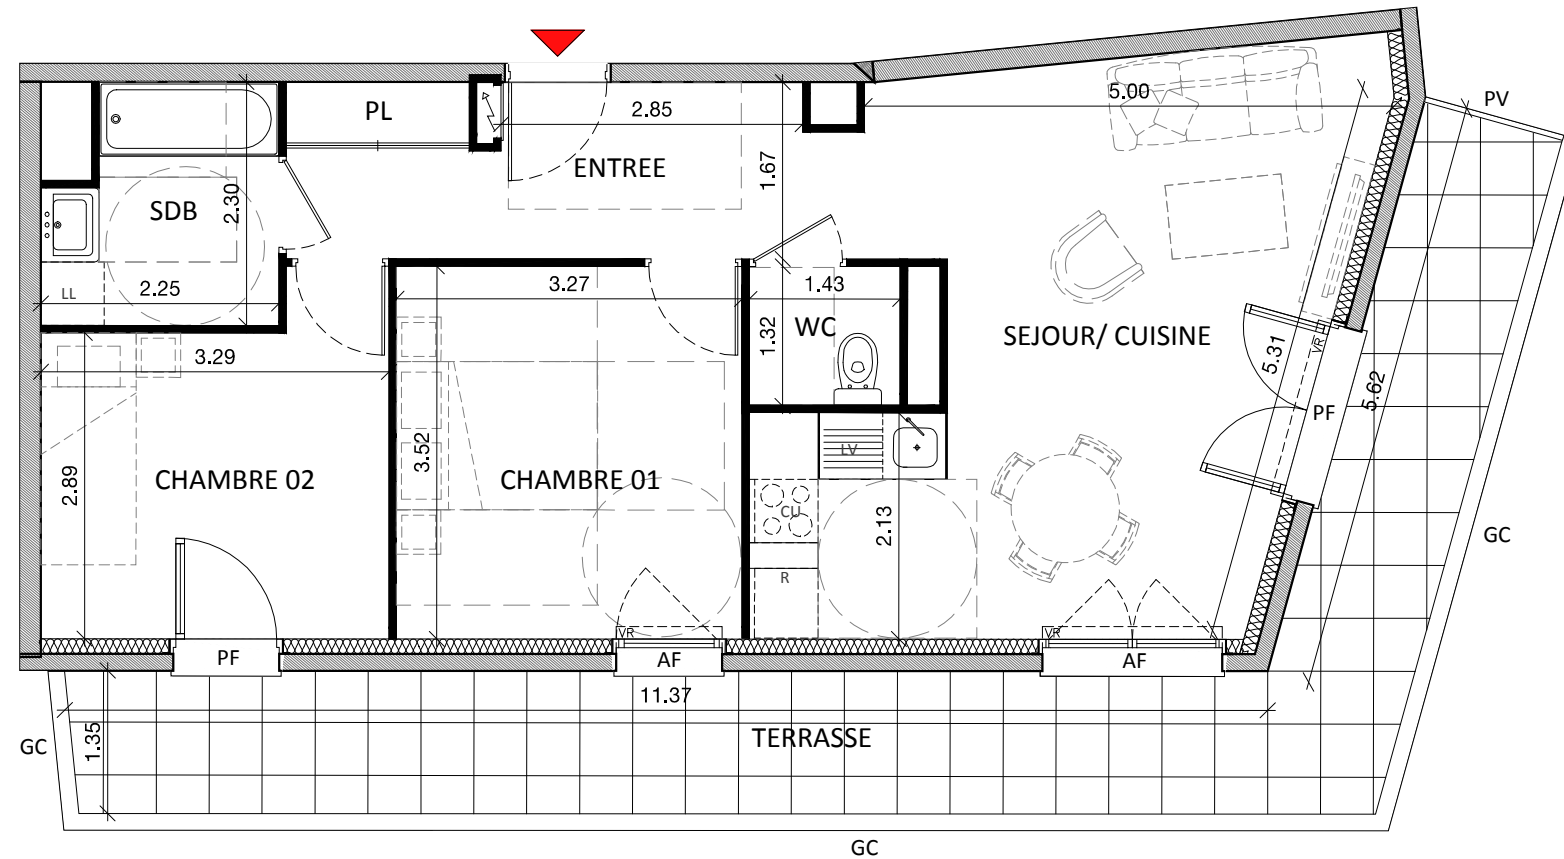 PV
5.00
PL
2.85
ENTREE
1.67
SDB
2.30
LL
2.25
3.27
1.43
WC
1.32
SEJOUR/ CUISINE
VR
5.31
5.62
PF
3.29
3.52
2.89
CHAMBRE 02
CHAMBRE 01
LV
CU
2.13
R
GC
VR
VR
PF
AF
AF
11.37
1.35
TERRASSE
GC
GC